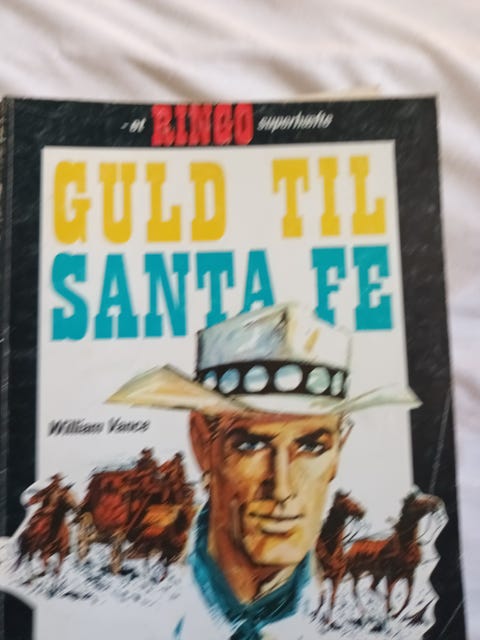 - et RINGO superhæfte
GULD TIL
SANTA FE
William Vance